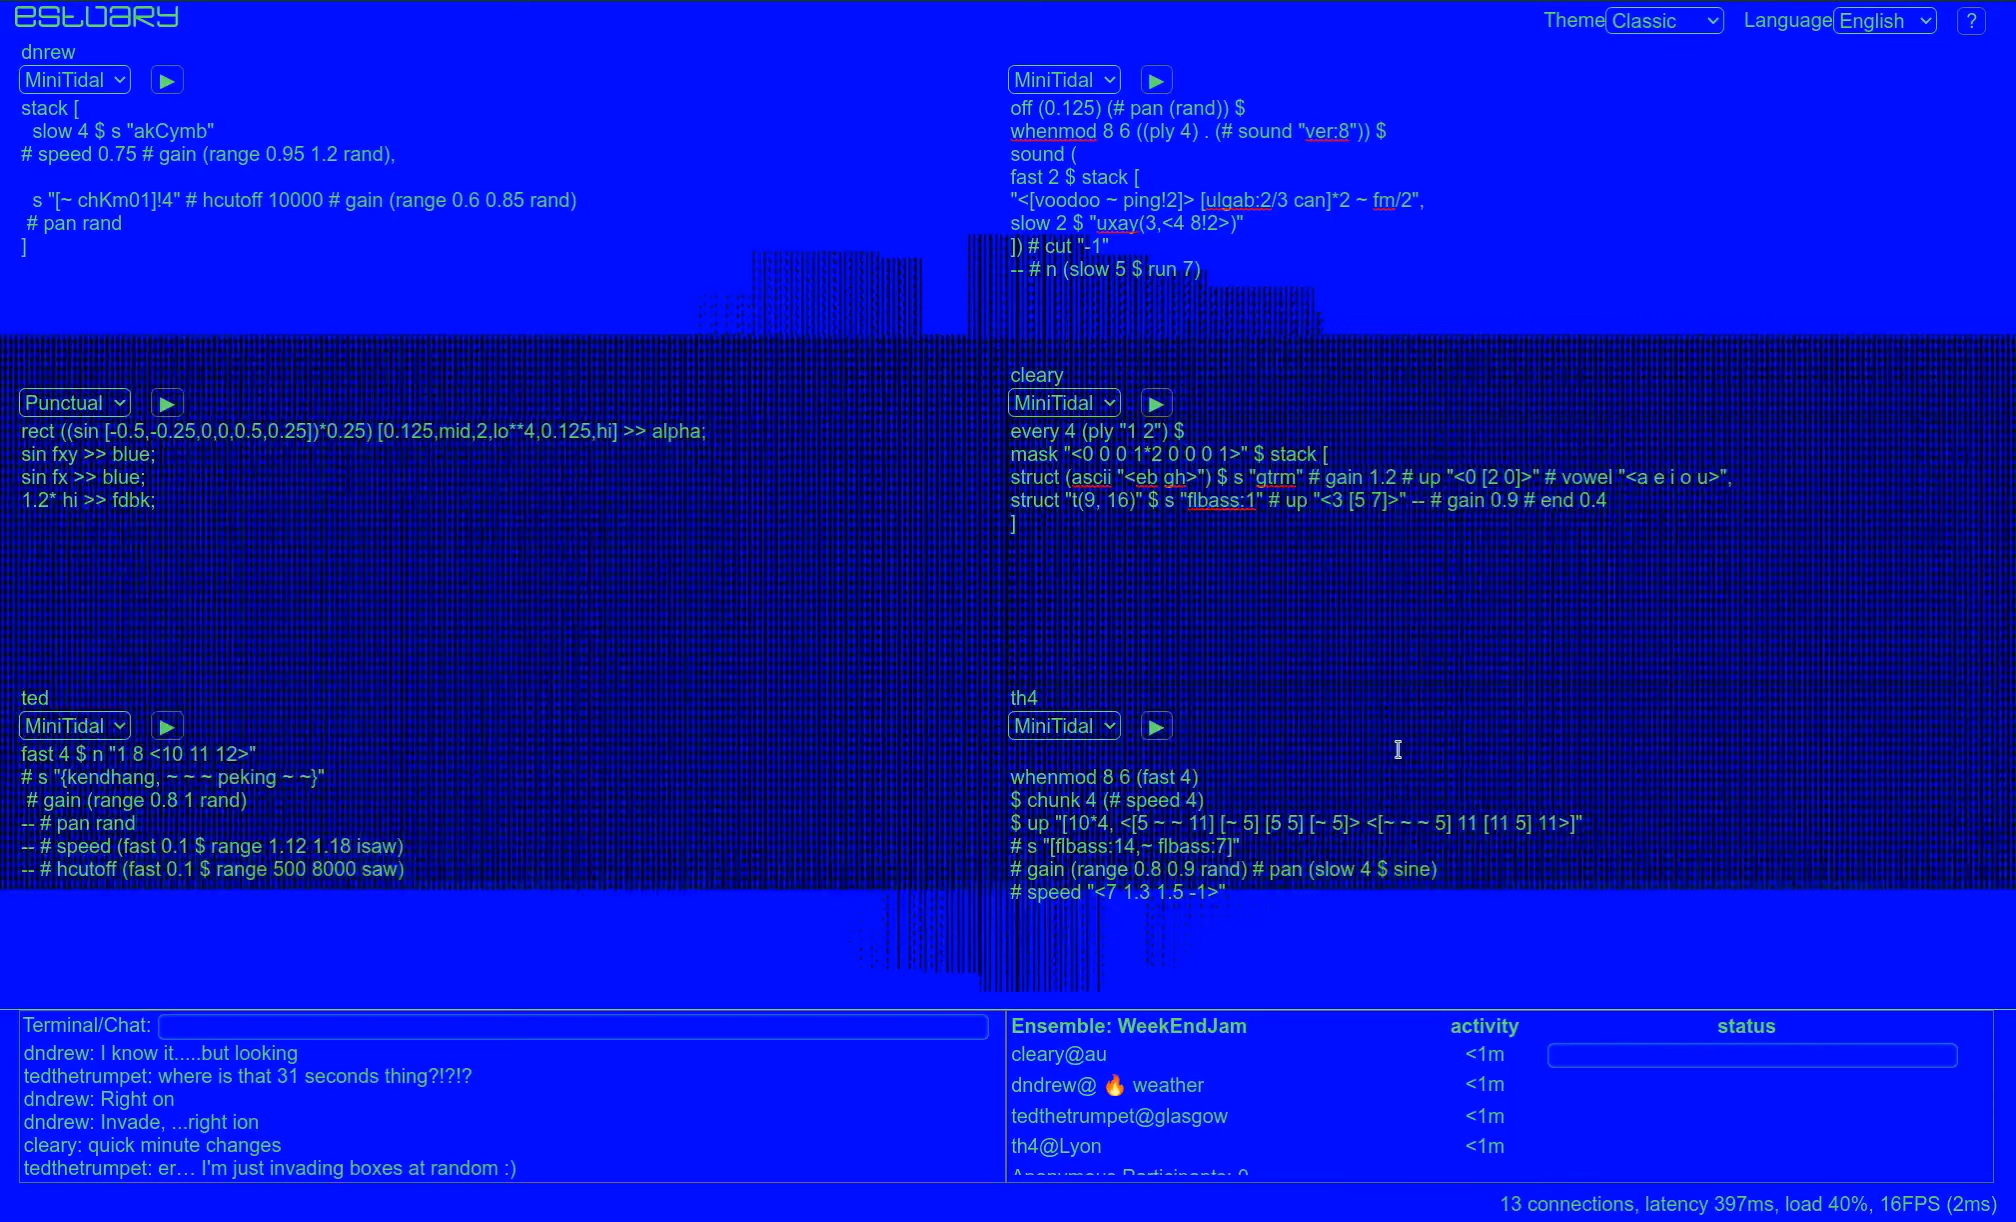 estuary
Theme Classic Language English ?
dnrew
MiniTidal ▶
stack [
slow 4 $ s "akCymb"
# speed 0.75 # gain (range 0.95 1.2 rand),
s "[~ chKm01]!4" # hcutoff 10000 # gain (range 0.6 0.85 rand)
# pan rand
]
MiniTidal ▶
off (0.125) (# pan (rand)) $
whenmod 8 6 ((ply 4) . (# sound "ver:8")) $
sound (
fast 2 $ stack [
"<[voodoo ~ ping!2]> [ulgab:2/3 can]*2 ~ fm/2",
slow 2 $ "uxay(3,<4 8!2>)"
]) # cut "-1"
-- # n (slow 5 $ run 7)
Punctual ▶
rect ((sin [-0.5,-0.25,0,0,0.5,0.25])*0.25) [0.125,mid,2,lo**4,0.125,hi] >> alpha;
sin fxy >> blue;
sin fx >> blue;
1.2* hi >> fdbk;
cleary
MiniTidal ▶
every 4 (ply "1 2") $
mask "<0 0 0 1*2 0 0 0 1>" $ stack [
struct (ascii "<eb gh>") $ s "gtrm" # gain 1.2 # up "<0 [2 0]>" # vowel "<a e i o u>",
struct "t(9, 16)" $ s "flbass:1" # up "<3 [5 7]>" -- # gain 0.9 # end 0.4
]
ted
MiniTidal ▶
fast 4 $ n "1 8 <10 11 12>"
# s "{kendhang, ~ ~ ~ peking ~ ~}"
# gain (range 0.8 1 rand)
-- # pan rand
-- # speed (fast 0.1 $ range 1.12 1.18 isaw)
-- # hcutoff (fast 0.1 $ range 500 8000 saw)
th4
MiniTidal ▶
whenmod 8 6 (fast 4)
$ chunk 4 (# speed 4)
$ up "[10*4, <[5 ~ ~ 11] [~ 5] [5 5] [~ 5]> <[~ ~ ~ 5] 11 [11 5] 11>]"
# s "[flbass:14,~ flbass:7]"
# gain (range 0.8 0.9 rand) # pan (slow 4 $ sine)
# speed "<7 1.3 1.5 -1>"
Terminal/Chat:
dndrew: I know it.....but looking
tedthetrumpet: where is that 31 seconds thing?!?!?
dndrew: Right on
dndrew: Invade, ...right ion
cleary: quick minute changes
tedthetrumpet: er… I'm just invading boxes at random :)
Ensemble: WeekEndJam activity status
cleary@au <1m
dndrew@ 🔥 weather <1m
tedthetrumpet@glasgow <1m
th4@Lyon <1m
Anonymous Participants: 0
13 connections, latency 397ms, load 40%, 16FPS (2ms)